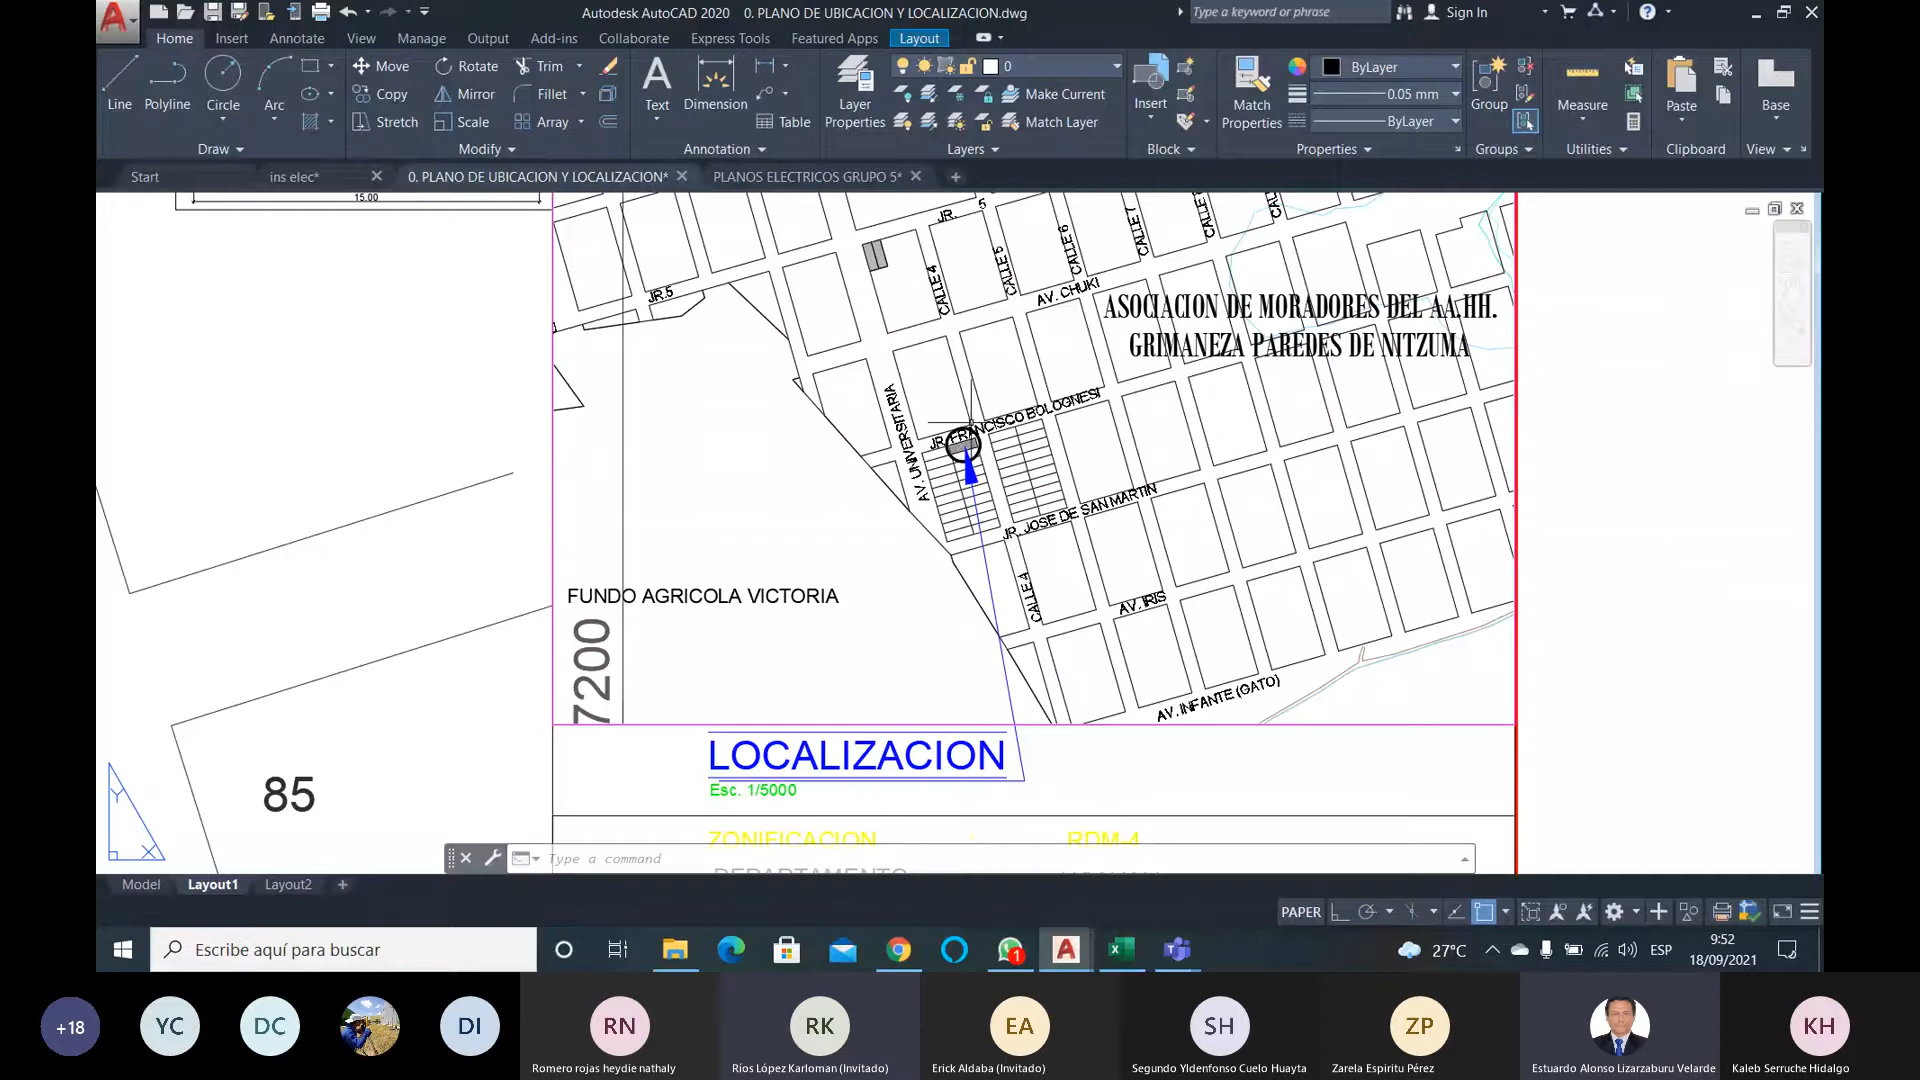 Autodesk AutoCAD 2020 0. PLANO DE UBICACION Y LOCALIZACION.dwg
Type a keyword or phrase
Sign In
Home Insert Annotate View Manage Output Add-ins Collaborate Express Tools Featured Apps Layout
Line Polyline Circle Arc
Draw
Move Rotate Trim
Copy Mirror Fillet
Stretch Scale Array
Modify
Text Dimension Table
Annotation
Layer Properties
0
Make Current
Match Layer
Layers
Insert
Block
Match Properties
ByLayer
0.05 mm
ByLayer
Properties
Group
Groups
Measure
Utilities
Paste
Clipboard
Base
View
Start
ins elec*
0. PLANO DE UBICACION Y LOCALIZACION*
PLANOS ELECTRICOS GRUPO 5*
15.00
JR. 5
CALLE 4
CALLE 5
CALLE 6
CALLE 7
JR.5
AV. CHUKI
ASOCIACION DE MORADORES DEL AA.HH.
GRIMANEZA PAREDES DE NITZUMA
AV. UNIVERSITARIA
JR. FRANCISCO BOLOGNESI
JR. JOSE DE SAN MARTIN
CALLE 4
AV. IRIS
AV. INFANTE (GATO)
FUNDO AGRICOLA VICTORIA
7200
85
Y
X
LOCALIZACION
Esc. 1/5000
ZONIFICACION : RDM-4
DEPARTAMENTO
Type a command
Model Layout1 Layout2
PAPER
Escribe aquí para buscar
1
27°C
ESP
9:52
18/09/2021
+18
YC
DC
DI
RN
Romero rojas heydie nathaly
RK
Ríos López Karloman (Invitado)
EA
Erick Aldaba (Invitado)
SH
Segundo Yldenfonso Cuelo Huayta
ZP
Zarela Espiritu Pérez
Estuardo Alonso Lizarzaburu Velarde
KH
Kaleb Serruche Hidalgo